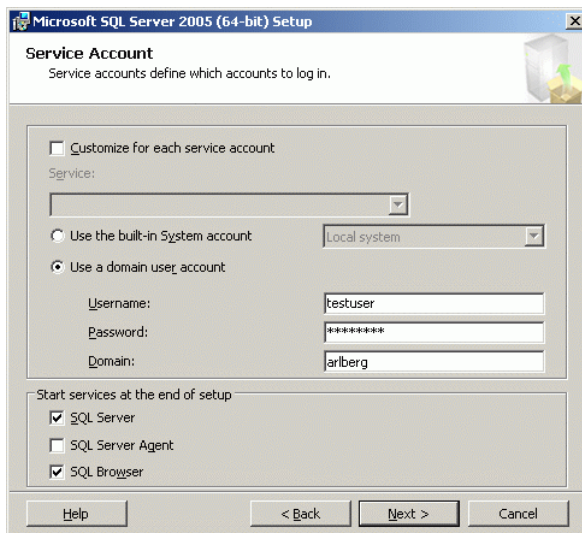 Microsoft SQL Server 2005 (64-bit) Setup
Service Account
Service accounts define which accounts to log in.
Customize for each service account
Service:
Use the built-in System account
Local system
Use a domain user account
Username:
testuser
Password:
********
Domain:
arlberg
Start services at the end of setup
SQL Server
SQL Server Agent
SQL Browser
Help
< Back
Next >
Cancel